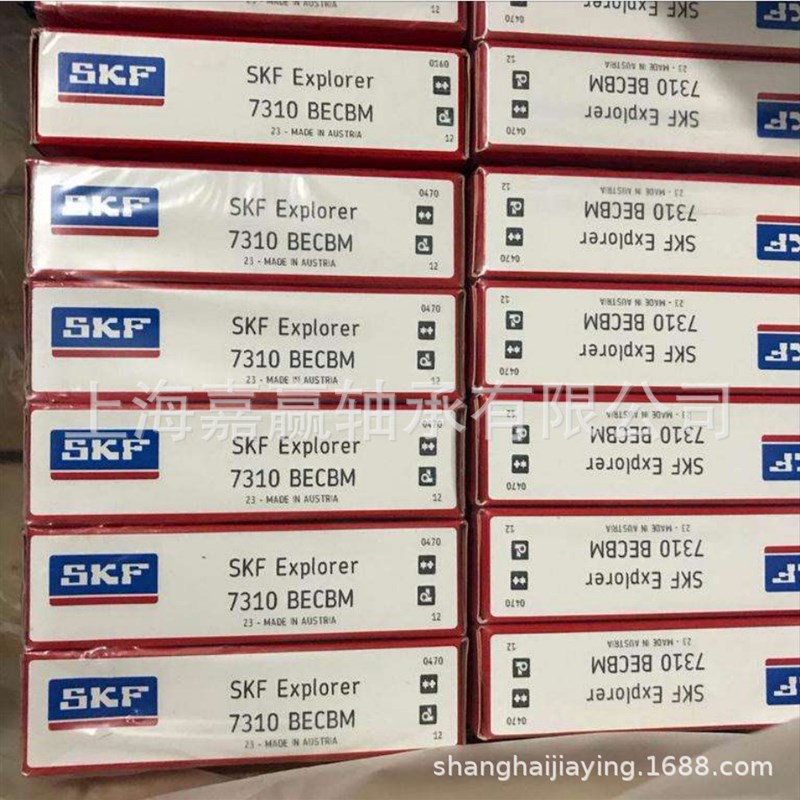 SKF
SKF Explorer
7310 BECBM
23 - MADE IN AUSTRIA
0160
12
SKF
SKF Explorer
7310 BECBM
23 - MADE IN AUSTRIA
0470
12
SKF
SKF Explorer
7310 BECBM
23 - MADE IN AUSTRIA
0470
12
SKF
SKF Explorer
7310 BECBM
23 - MADE IN AUSTRIA
0470
12
SKF
SKF Explorer
7310 BECBM
23 - MADE IN AUSTRIA
0470
12
SKF
SKF Explorer
7310 BECBM
23 - MADE IN AUSTRIA
0470
12
12
SKF Explorer
7310 BECBM
23 - MADE IN AUSTRIA
0470
12
SKF Explorer
7310 BECBM
23 - MADE IN AUSTRIA
0470
12
SKF Explorer
7310 BECBM
23 - MADE IN AUSTRIA
0470
12
SKF Explorer
7310 BECBM
23 - MADE IN AUSTRIA
0470
12
SKF Explorer
7310 BECBM
23 - MADE IN AUSTRIA
0470
12
SKF Explorer
7310 BECBM
23 - MADE IN AUSTRIA
0470
12
上海嘉赢轴承有限公司
shanghaijiaying.1688.com